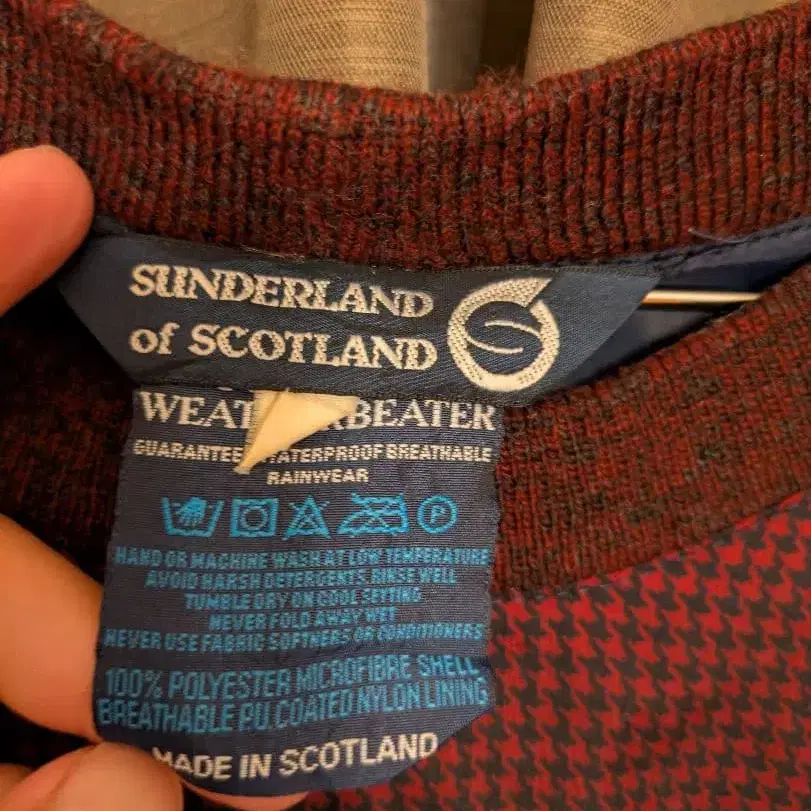 SUNDERLAND
of SCOTLAND
WEAT RBEATER
GUARANTEE ATERPROOF BREATHABLE
RAINWEAR
P
HAND OR MACHINE WASH AT LOW TEMPERATURE
AVOID HARSH DETERGENTS RINSE WELL
TUMBLE DRY ON COOL SETTING
NEVER FOLD AWAY WET
NEVER USE FABRIC SOFTNERS OR CONDITIONERS
100% POLYESTER MICROFIBRE SHELL
BREATHABLE P.U. COATED NYLON LINING
MADE IN SCOTLAND